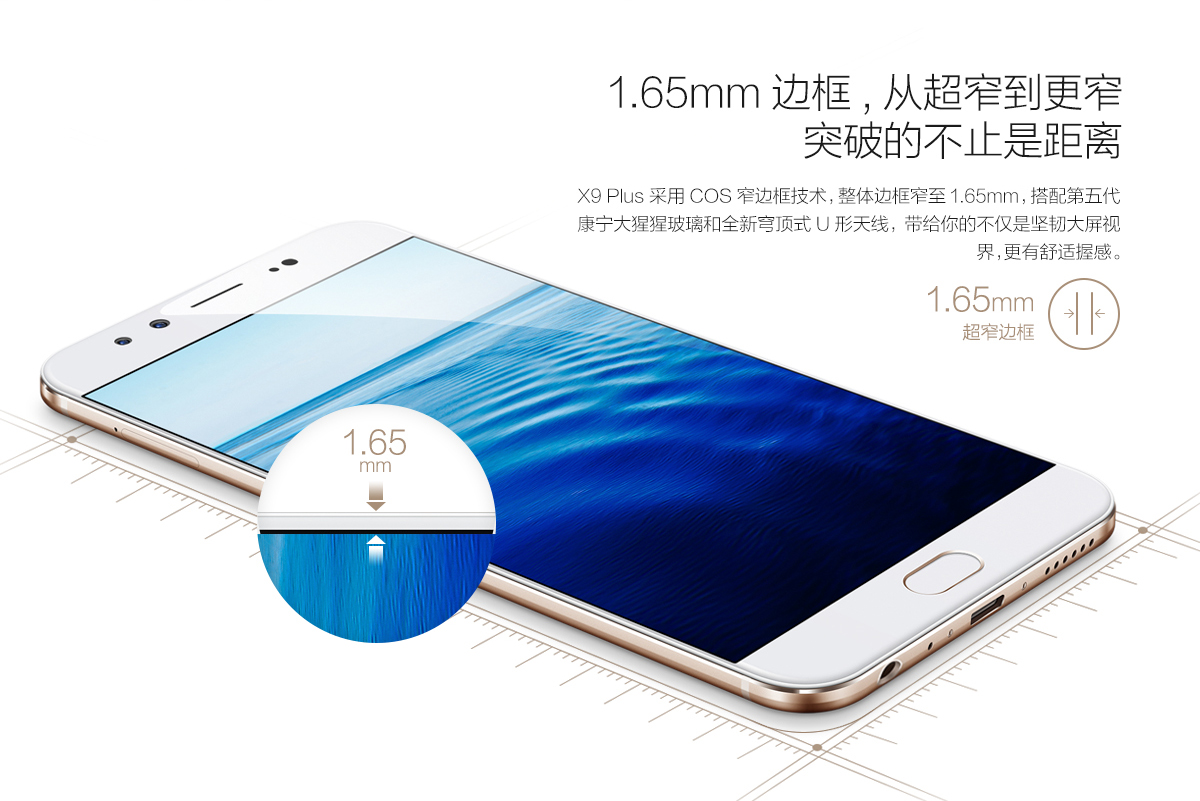 1.65mm 边框，从超窄到更窄
突破的不止是距离
X9 Plus 采用 COS 窄边框技术，整体边框窄至 1.65mm，搭配第五代
康宁大猩猩玻璃和全新穹顶式 U 形天线，带给你的不仅是坚韧大屏视
界，更有舒适握感。
1.65mm
超窄边框
1.65
mm